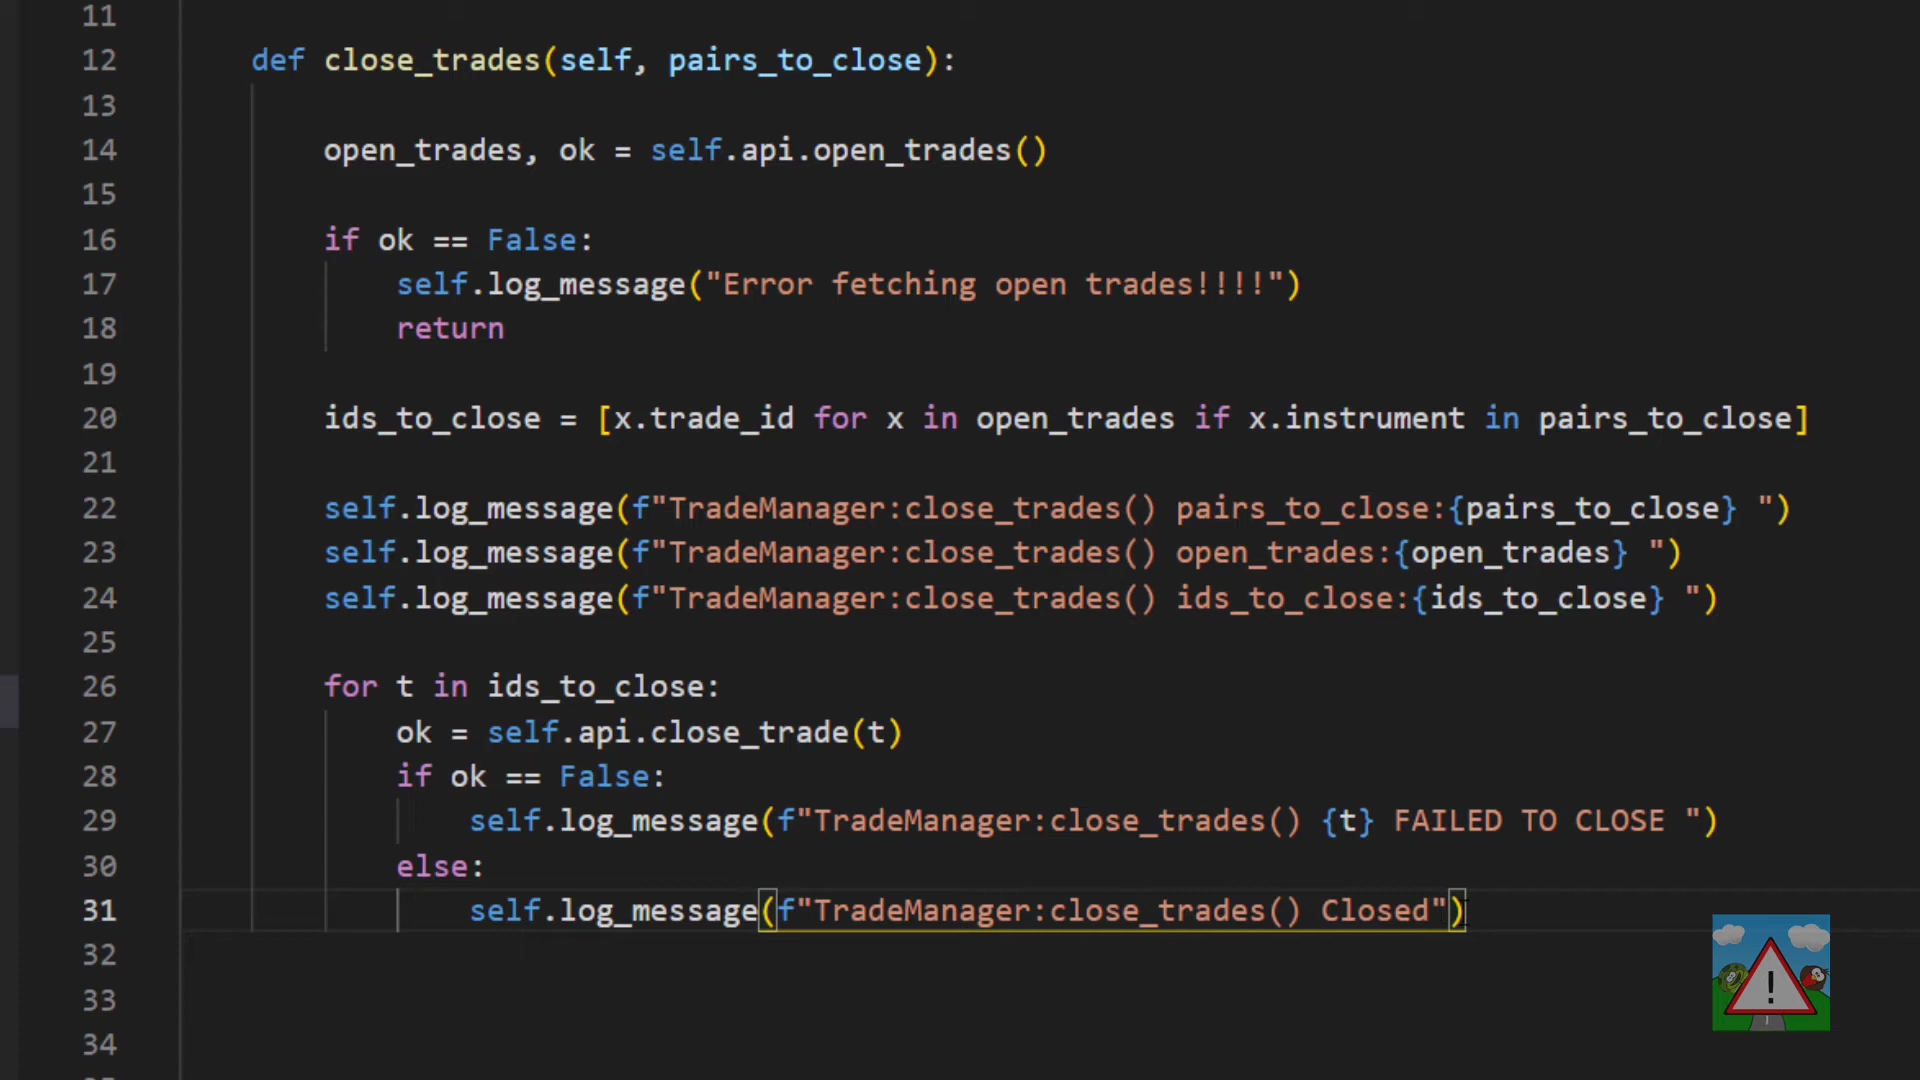 11
12 def close_trades(self, pairs_to_close):
13
14 open_trades, ok = self.api.open_trades()
15
16 if ok == False:
17 self.log_message("Error fetching open trades!!!!")
18 return
19
20 ids_to_close = [x.trade_id for x in open_trades if x.instrument in pairs_to_close]
21
22 self.log_message(f"TradeManager:close_trades() pairs_to_close:{pairs_to_close} ")
23 self.log_message(f"TradeManager:close_trades() open_trades:{open_trades} ")
24 self.log_message(f"TradeManager:close_trades() ids_to_close:{ids_to_close} ")
25
26 for t in ids_to_close:
27 ok = self.api.close_trade(t)
28 if ok == False:
29 self.log_message(f"TradeManager:close_trades() {t} FAILED TO CLOSE ")
30 else:
31 self.log_message(f"TradeManager:close_trades() Closed")
32
33
34